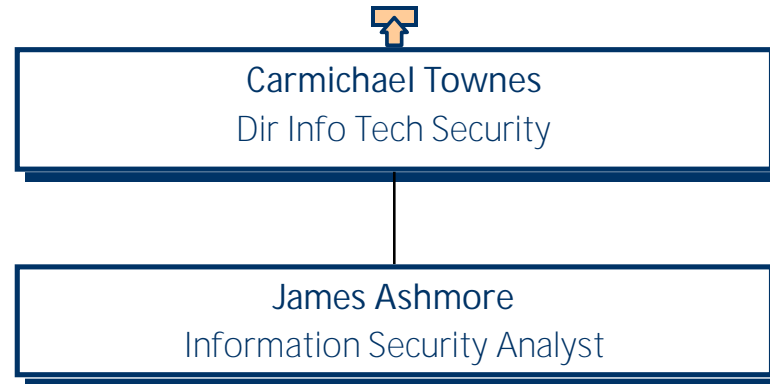 Carmichael Townes
Dir Info Tech Security
James Ashmore
Information Security Analyst